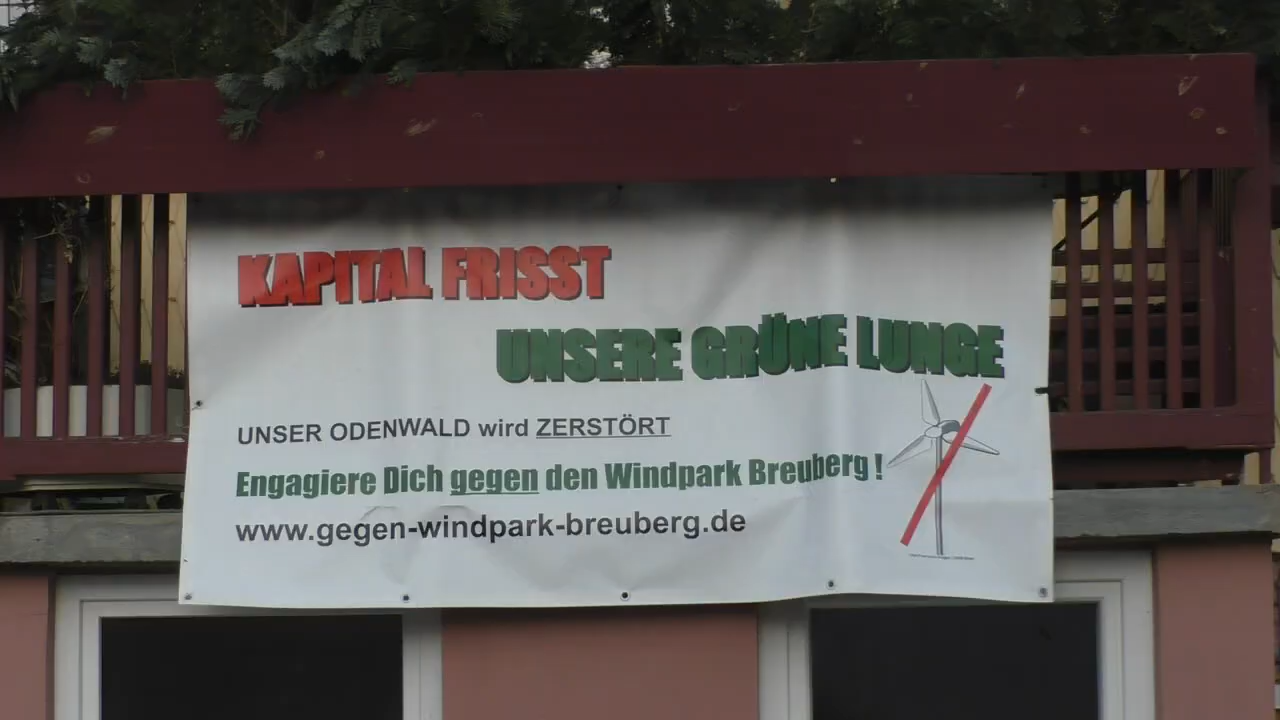 KAPITAL FRISST
UNSERE GRÜNE LUNGE
UNSER ODENWALD wird ZERSTÖRT
Engagiere Dich gegen den Windpark Breuberg !
www.gegen-windpark-breuberg.de